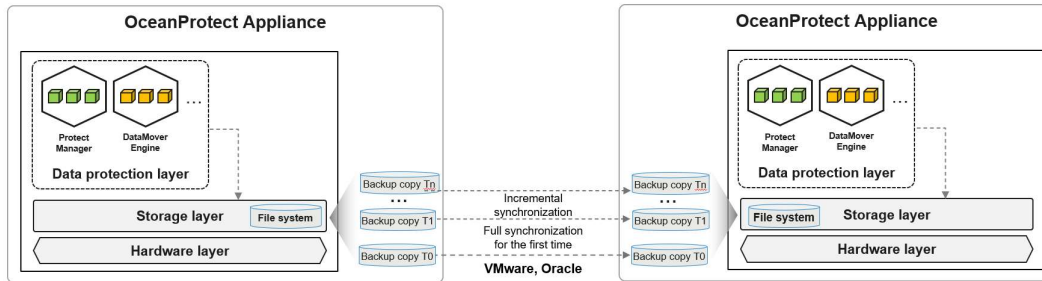 OceanProtect Appliance
Protect
Manager
DataMover
Engine
...
Data protection layer
Storage layer
File system
Hardware layer
Backup copy Tn
...
Backup copy T1
Backup copy T0
Incremental
synchronization
Full synchronization
for the first time
VMware, Oracle
OceanProtect Appliance
Backup copy Tn
...
Backup copy T1
Backup copy T0
Protect
Manager
DataMover
Engine
...
Data protection layer
File system
Storage layer
Hardware layer